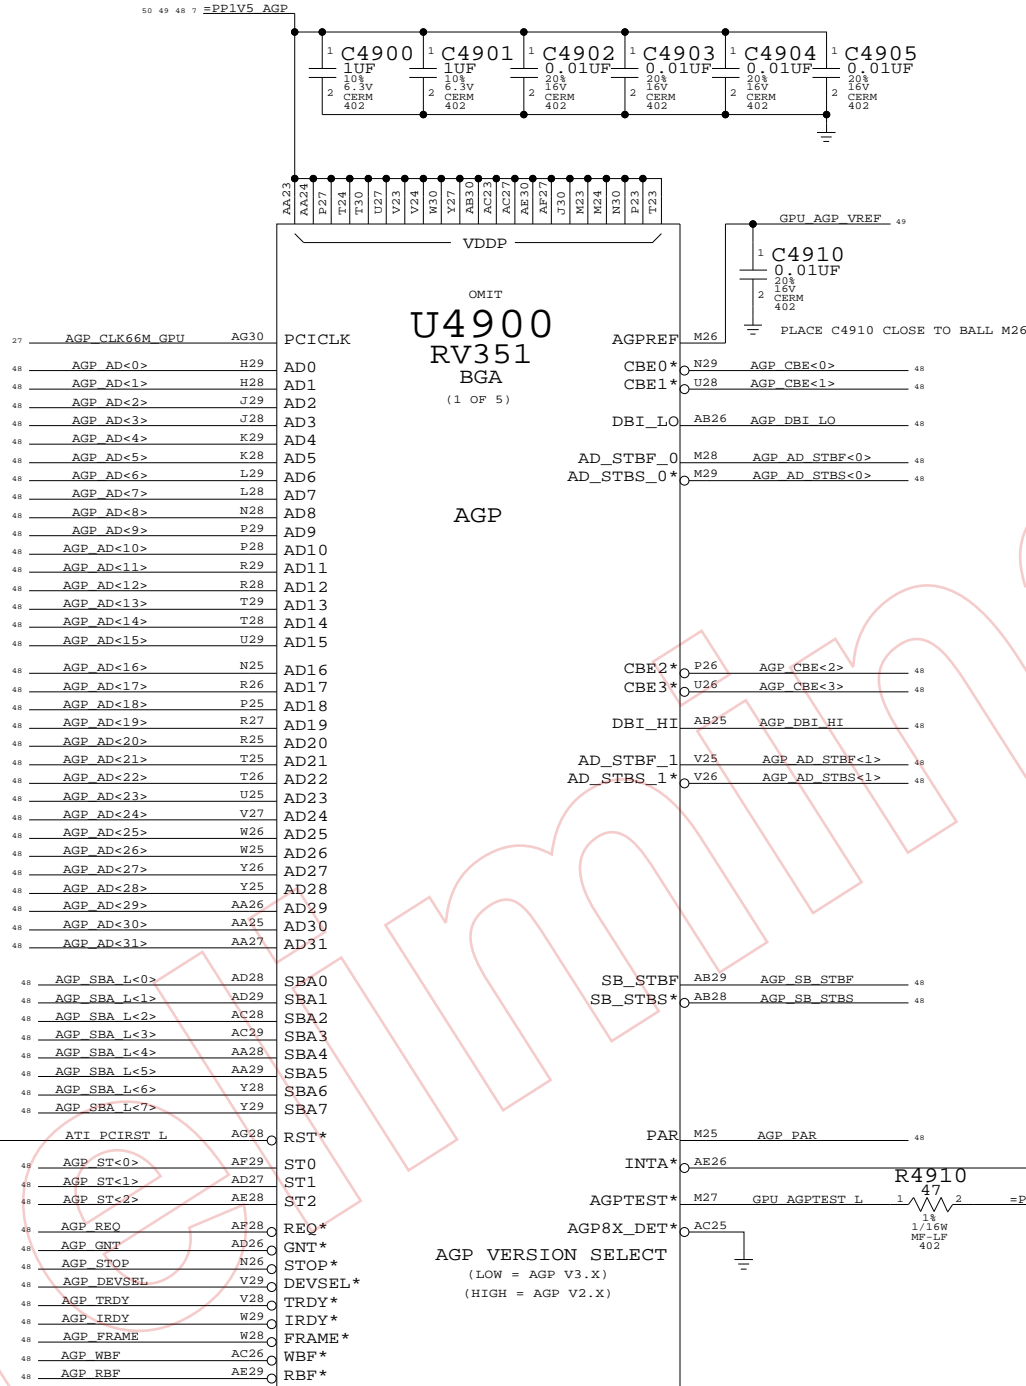 50 49 48 7 =PP1V5_AGP
1 C4900 1UF 10% 6.3V CERM 402 2
1 C4901 1UF 10% 6.3V CERM 402 2
1 C4902 0.01UF 20% 16V CERM 402 2
1 C4903 0.01UF 20% 16V CERM 402 2
1 C4904 0.01UF 20% 16V CERM 402 2
1 C4905 0.01UF 20% 16V CERM 402 2
AA23 AA24 P27 T24 T30 U27 V23 V24 W30 Y27 AB30 AC23 AC27 AE30 AF27 J30 M23 M24 N30 P23 T23
VDDP
GPU_AGP_VREF 49
1 C4910 0.01UF 20% 16V CERM 402 2
PLACE C4910 CLOSE TO BALL M26
OMIT
U4900
RV351
BGA
(1 OF 5)
AGP
27 AGP_CLK66M_GPU AG30 PCICLK
48 AGP_AD<0> H29 AD0
48 AGP_AD<1> H28 AD1
48 AGP_AD<2> J29 AD2
48 AGP_AD<3> J28 AD3
48 AGP_AD<4> K29 AD4
48 AGP_AD<5> K28 AD5
48 AGP_AD<6> L29 AD6
48 AGP_AD<7> L28 AD7
48 AGP_AD<8> N28 AD8
48 AGP_AD<9> P29 AD9
48 AGP_AD<10> P28 AD10
48 AGP_AD<11> R29 AD11
48 AGP_AD<12> R28 AD12
48 AGP_AD<13> T29 AD13
48 AGP_AD<14> T28 AD14
48 AGP_AD<15> U29 AD15
48 AGP_AD<16> N25 AD16
48 AGP_AD<17> R26 AD17
48 AGP_AD<18> P25 AD18
48 AGP_AD<19> R27 AD19
48 AGP_AD<20> R25 AD20
48 AGP_AD<21> T25 AD21
48 AGP_AD<22> T26 AD22
48 AGP_AD<23> U25 AD23
48 AGP_AD<24> V27 AD24
48 AGP_AD<25> W26 AD25
48 AGP_AD<26> W25 AD26
48 AGP_AD<27> Y26 AD27
48 AGP_AD<28> Y25 AD28
48 AGP_AD<29> AA26 AD29
48 AGP_AD<30> AA25 AD30
48 AGP_AD<31> AA27 AD31
48 AGP_SBA_L<0> AD28 SBA0
48 AGP_SBA_L<1> AD29 SBA1
48 AGP_SBA_L<2> AC28 SBA2
48 AGP_SBA_L<3> AC29 SBA3
48 AGP_SBA_L<4> AA28 SBA4
48 AGP_SBA_L<5> AA29 SBA5
48 AGP_SBA_L<6> Y28 SBA6
48 AGP_SBA_L<7> Y29 SBA7
ATI_PCIRST_L AG28 RST*
48 AGP_ST<0> AF29 ST0
48 AGP_ST<1> AD27 ST1
48 AGP_ST<2> AE28 ST2
48 AGP_REQ AF28 REQ*
48 AGP_GNT AD26 GNT*
48 AGP_STOP N26 STOP*
48 AGP_DEVSEL V29 DEVSEL*
48 AGP_TRDY V28 TRDY*
48 AGP_IRDY W29 IRDY*
48 AGP_FRAME W28 FRAME*
48 AGP_WBF AC26 WBF*
48 AGP_RBF AE29 RBF*
AGPREF M26
CBE0* N29 AGP_CBE<0> 48
CBE1* U28 AGP_CBE<1> 48
DBI_LO AB26 AGP_DBI_LO 48
AD_STBF_0 M28 AGP_AD_STBF<0> 48
AD_STBS_0* M29 AGP_AD_STBS<0> 48
CBE2* P26 AGP_CBE<2> 48
CBE3* U26 AGP_CBE<3> 48
DBI_HI AB25 AGP_DBI_HI 48
AD_STBF_1 V25 AGP_AD_STBF<1> 48
AD_STBS_1* V26 AGP_AD_STBS<1> 48
SB_STBF AB29 AGP_SB_STBF 48
SB_STBS* AB28 AGP_SB_STBS 48
PAR M25 AGP_PAR 48
INTA* AE26
AGPTEST* M27 GPU_AGPTEST_L 1 R4910 47 2 =P
1% 1/16W MF-LF 402
AGP8X_DET* AC25
AGP VERSION SELECT
(LOW = AGP V3.X)
(HIGH = AGP V2.X)
elimin